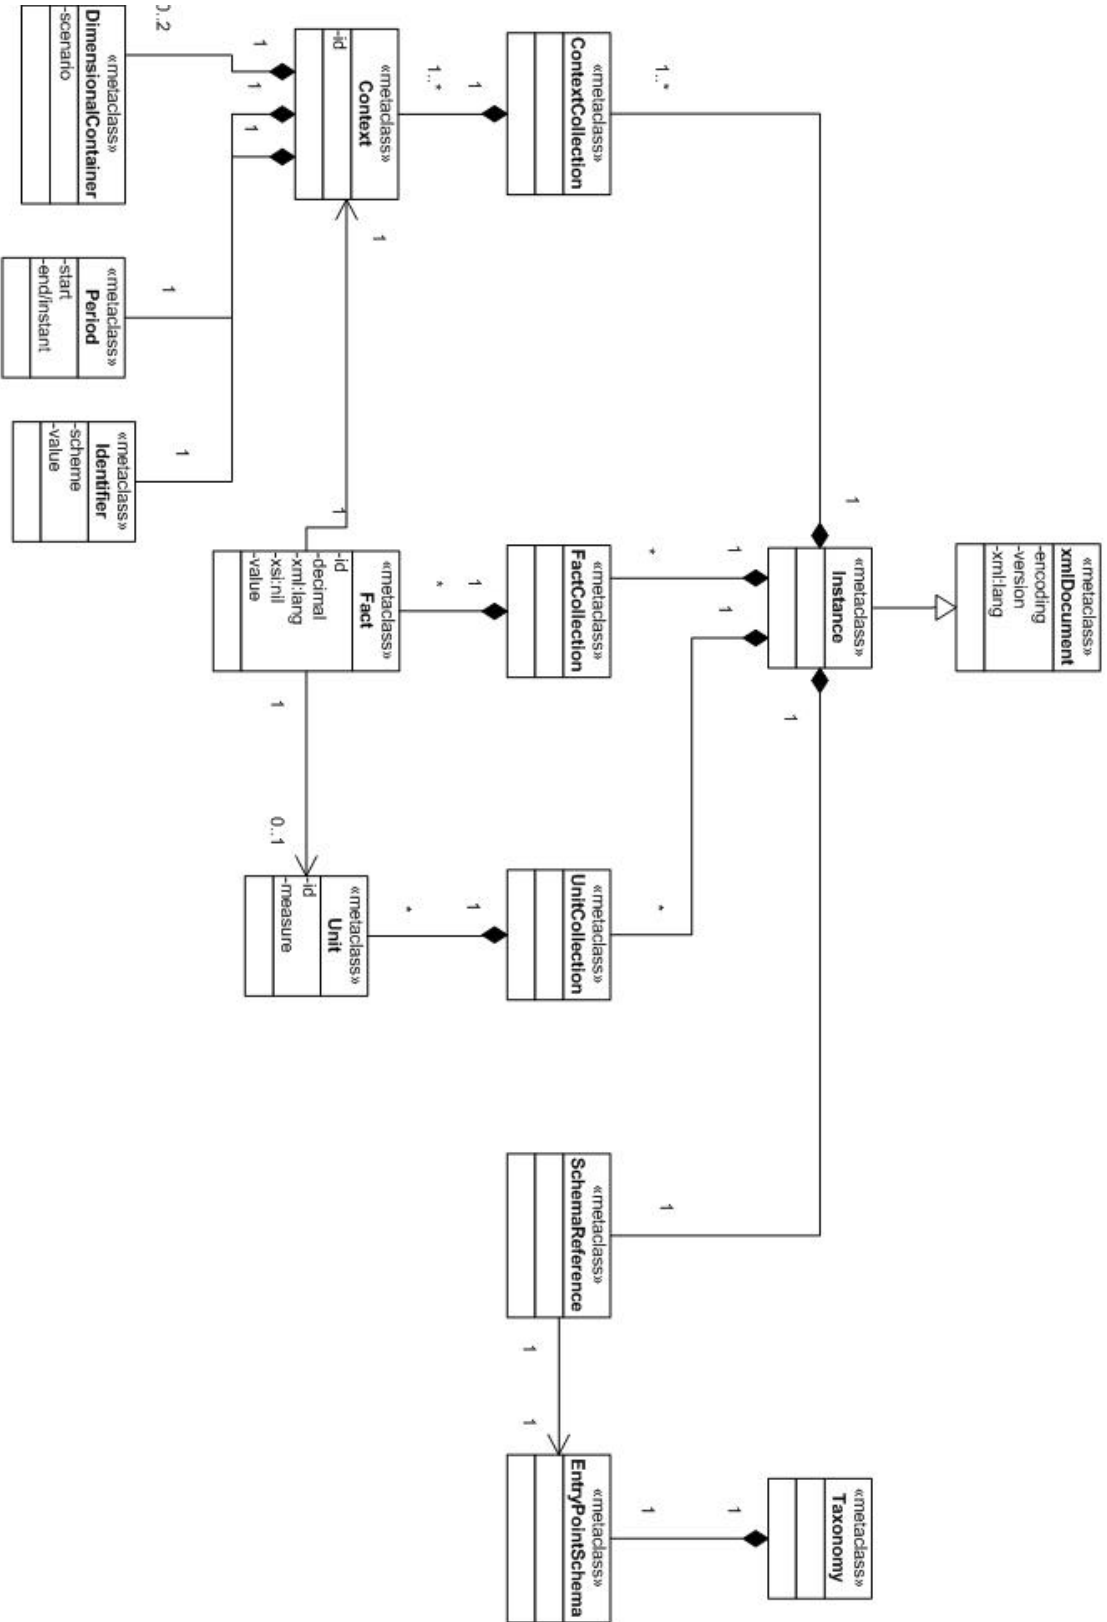 «metaclass»
xmlDocument
-encoding
-version
-xml:lang
1
«metaclass»
Instance
«metaclass»
Taxonomy
1
1
1
1
1..*
*
*
1
1
«metaclass»
ContextCollection
«metaclass»
FactCollection
«metaclass»
UnitCollection
«metaclass»
SchemaReference
«metaclass»
EntryPointSchema
1
1
1
1
1
1..*
*
*
«metaclass»
Context
-id
«metaclass»
Fact
-id
-decimal
-xml:lang
-xsi:nil
-value
«metaclass»
Unit
-id
-measure
1
1
1
0..1
1
1
1
0..2
1
1
«metaclass»
DimensionalContainer
-scenario
«metaclass»
Period
-start
-end/instant
«metaclass»
Identifier
-scheme
-value